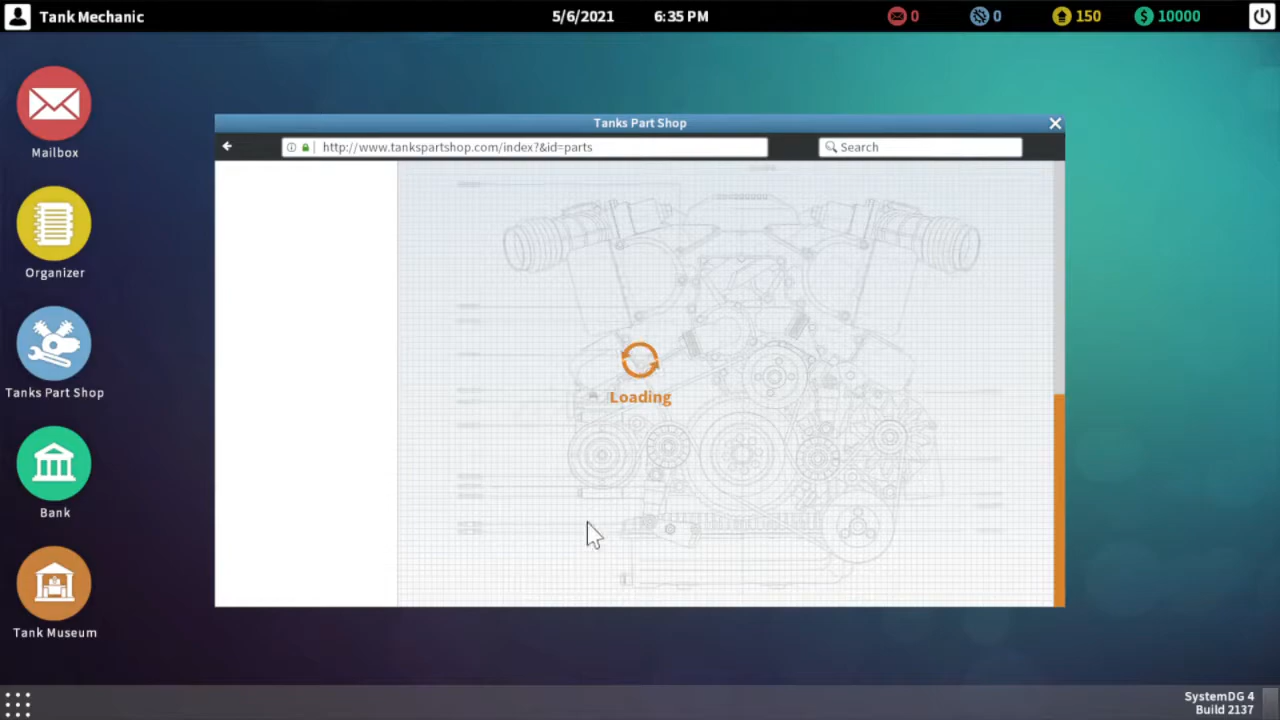 Tank Mechanic
5/6/2021 6:35 PM
0
0
150
10000
Mailbox
Organizer
Tanks Part Shop
Bank
Tank Museum
Tanks Part Shop
http://www.tankspartshop.com/index?&id=parts
Search
Loading
SystemDG 4
Build 2137